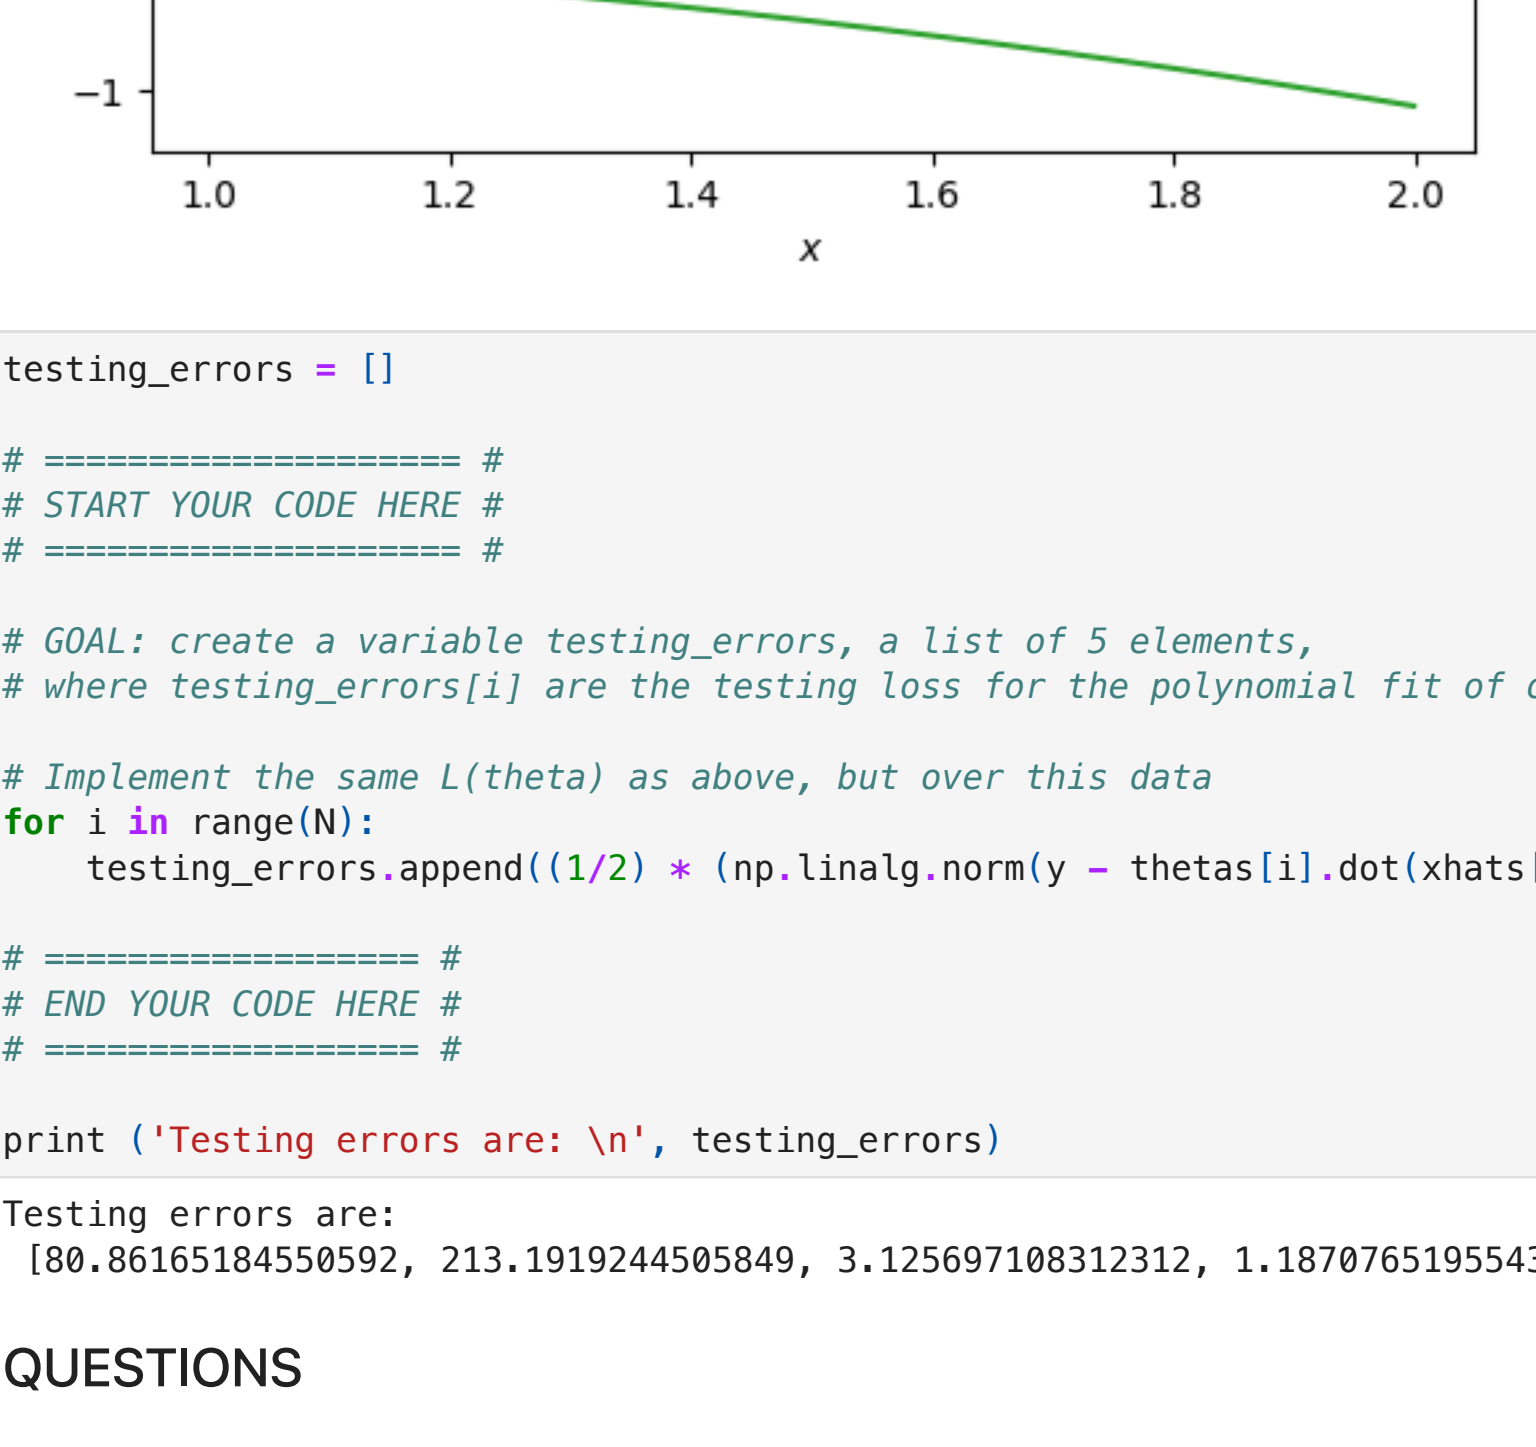 −1
1.0 1.2 1.4 1.6 1.8 2.0
x
testing_errors = []
# ==================== #
# START YOUR CODE HERE #
# ==================== #
# GOAL: create a variable testing_errors, a list of 5 elements,
# where testing_errors[i] are the testing loss for the polynomial fit of
# Implement the same L(theta) as above, but over this data
for i in range(N):
    testing_errors.append((1/2) * (np.linalg.norm(y - thetas[i].dot(xhats[
# ================== #
# END YOUR CODE HERE #
# ================== #
print ('Testing errors are: \n', testing_errors)
Testing errors are:
 [80.86165184550592, 213.1919244505849, 3.125697108312312, 1.187076519554
QUESTIONS